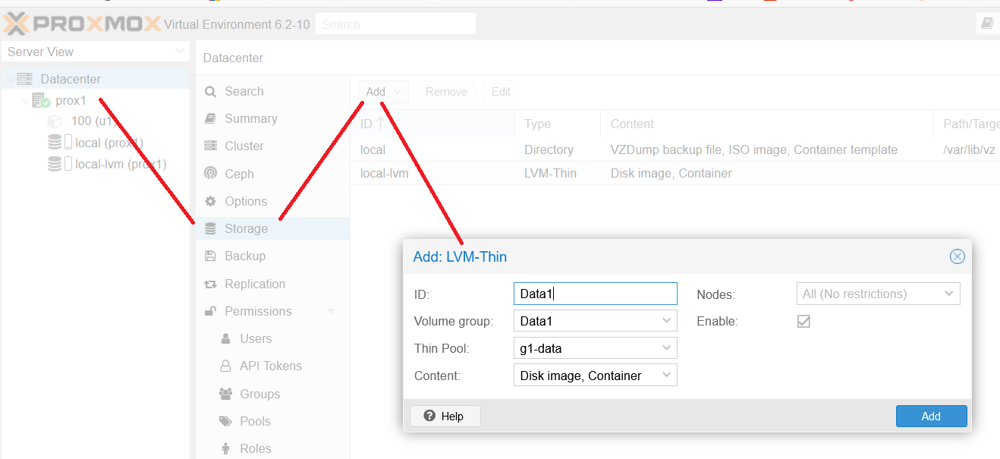 PROXMOX Virtual Environment 6.2-10 Search
Server View
Datacenter
prox1
100 (u1)
local (prox1)
local-lvm (prox1)
Datacenter
Search
Summary
Cluster
Ceph
Options
Storage
Backup
Replication
Permissions
Users
API Tokens
Groups
Pools
Roles
Add Remove Edit
ID Type Content Path/Targe
local Directory VZDump backup file, ISO image, Container template /var/lib/vz
local-lvm LVM-Thin Disk image, Container
Add: LVM-Thin
ID: Data1 Nodes: All (No restrictions)
Volume group: Data1 Enable:
Thin Pool: g1-data
Content: Disk image, Container
Help Add